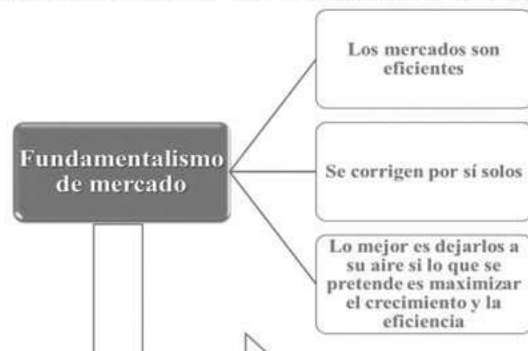 Los mercados son
eficientes
Fundamentalismo
de mercado
Se corrigen por sí solos
Lo mejor es dejarlos a
su aire si lo que se
pretende es maximizar
el crecimiento y la
eficiencia